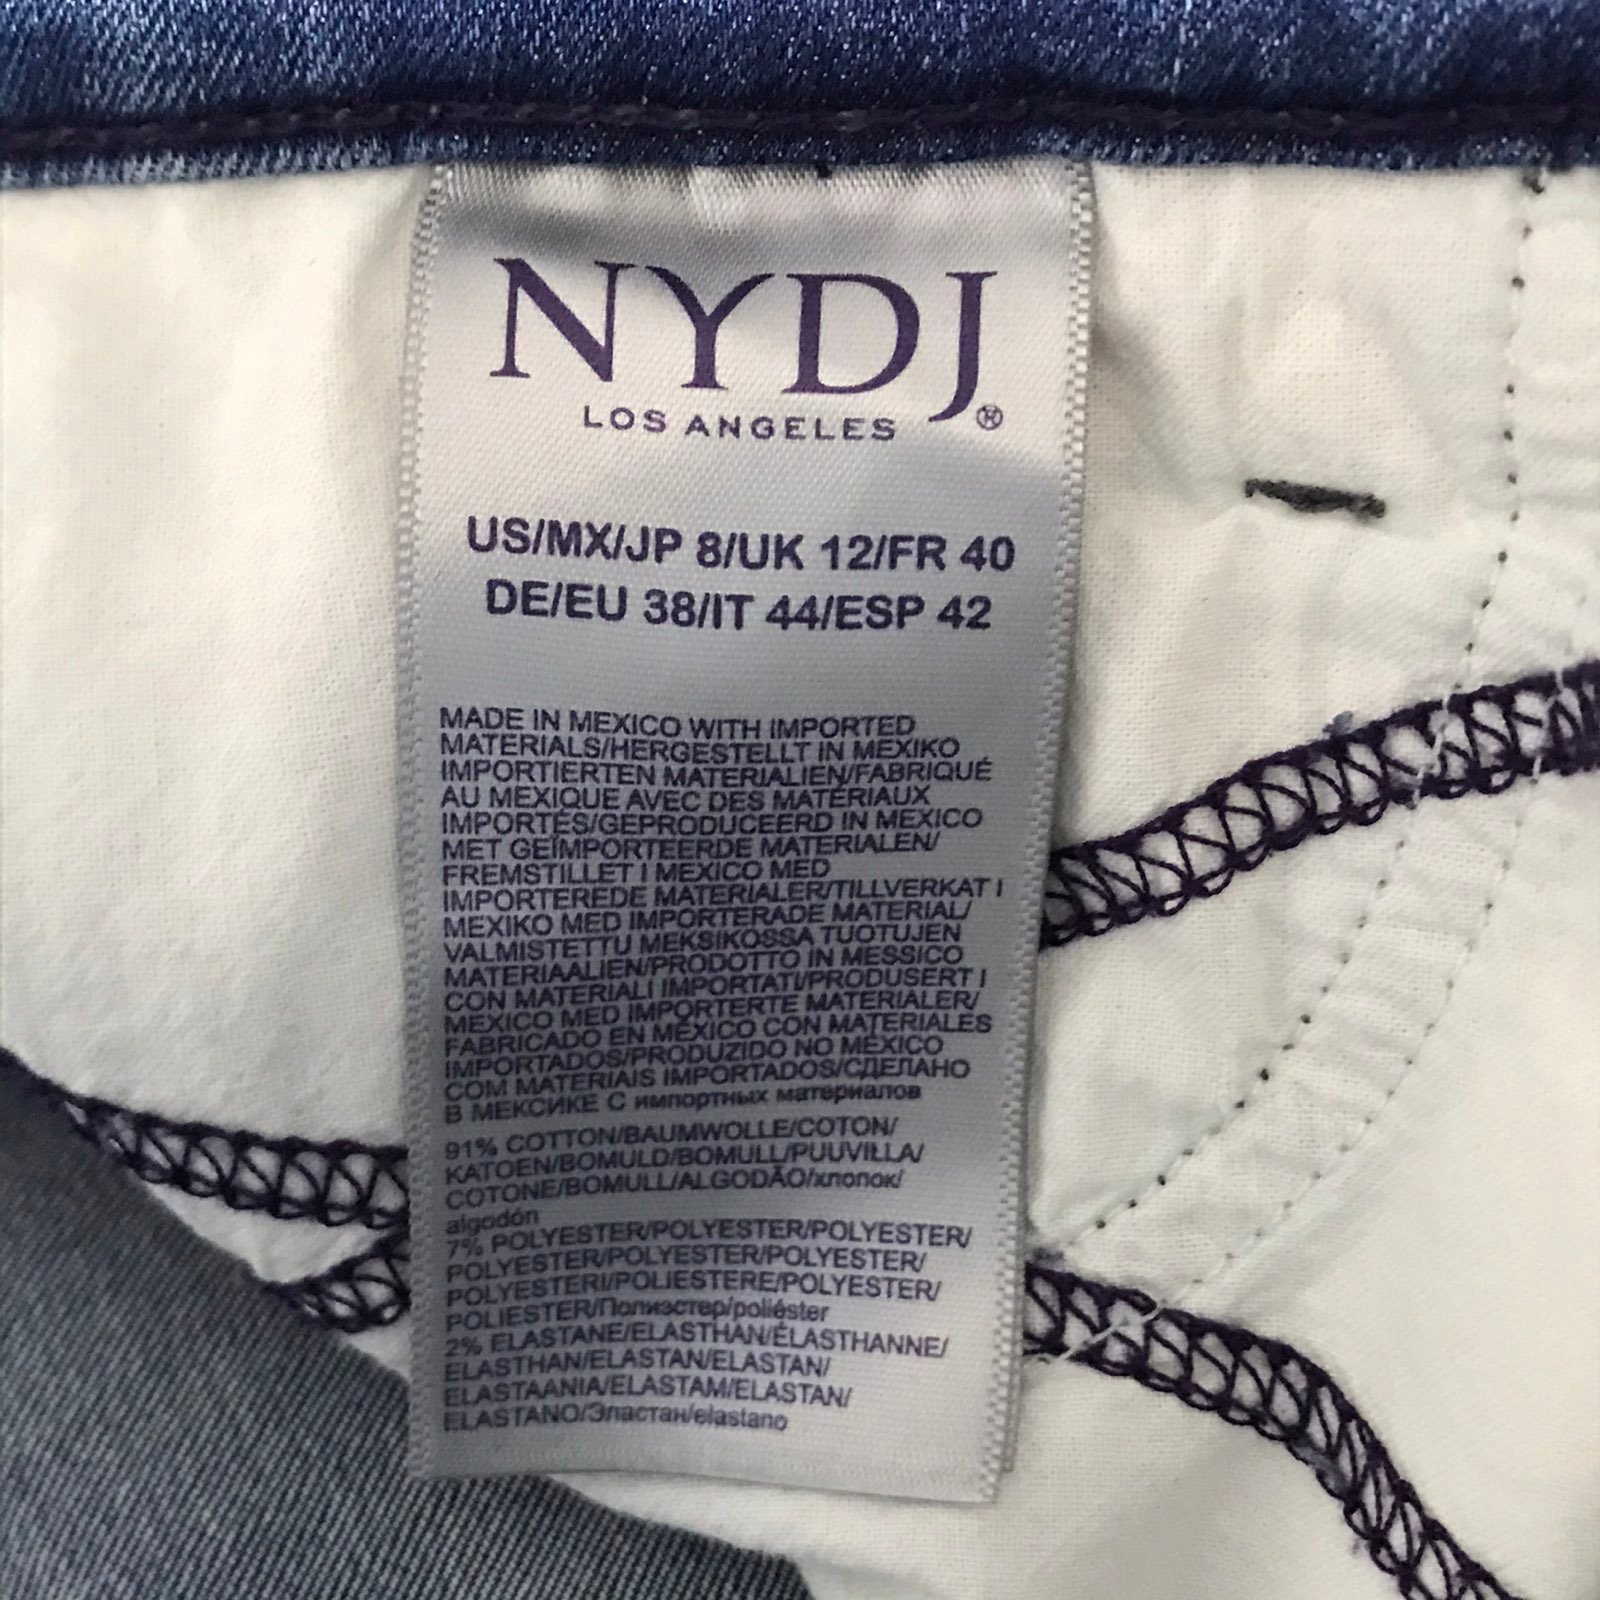 NYDJ
LOS ANGELES ®
US/MX/JP 8/UK 12/FR 40
DE/EU 38/IT 44/ESP 42
MADE IN MEXICO WITH IMPORTED
MATERIALS/HERGESTELLT IN MEXIKO
IMPORTIERTEN MATERIALIEN/FABRIQUÉ
AU MEXIQUE AVEC DES MATÉRIAUX
IMPORTÉS/GEPRODUCEERD IN MEXICO
MET GEÏMPORTEERDE MATERIALEN/
FREMSTILLET I MEXICO MED
IMPORTEREDE MATERIALER/TILLVERKAT I
MEXIKO MED IMPORTERADE MATERIAL/
VALMISTETTU MEKSIKOSSA TUOTUJEN
MATERIAALIEN/PRODOTTO IN MESSICO
CON MATERIALI IMPORTATI/PRODUSERT I
MEXICO MED IMPORTERTE MATERIALER/
FABRICADO EN MÉXICO CON MATERIALES
IMPORTADOS/PRODUZIDO NO MÉXICO
COM MATERIAIS IMPORTADOS/СДЕЛАНО
В МЕКСИКЕ С импортных материалов
91% COTTON/BAUMWOLLE/COTON/
KATOEN/BOMULD/BOMULL/PUUVILLA/
COTONE/BOMULL/ALGODÃO/хлопок/
algodón
7% POLYESTER/POLYESTER/POLYESTER/
POLYESTER/POLYESTER/POLYESTER/
POLYESTERI/POLIESTERE/POLYESTER/
POLIESTER/Полиэстер/poliéster
2% ELASTANE/ELASTHAN/ÉLASTHANNE/
ELASTHAN/ELASTAN/ELASTAN/
ELASTAANIA/ELASTAM/ELASTAN/
ELASTANO/Эластан/elastano